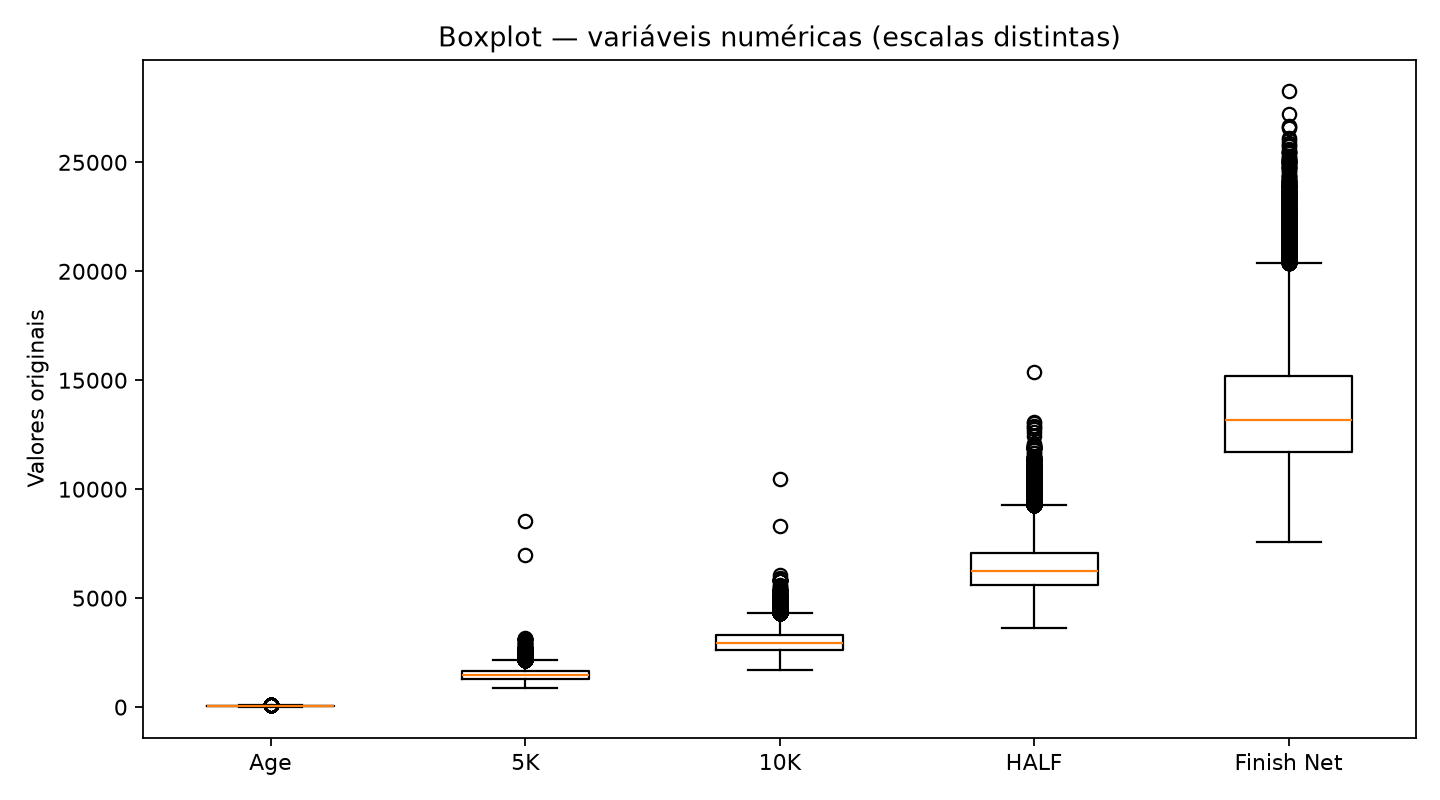 Boxplot — variáveis numéricas (escalas distintas)
Valores originais
25000
20000
15000
10000
5000
0
Age 5K 10K HALF Finish Net